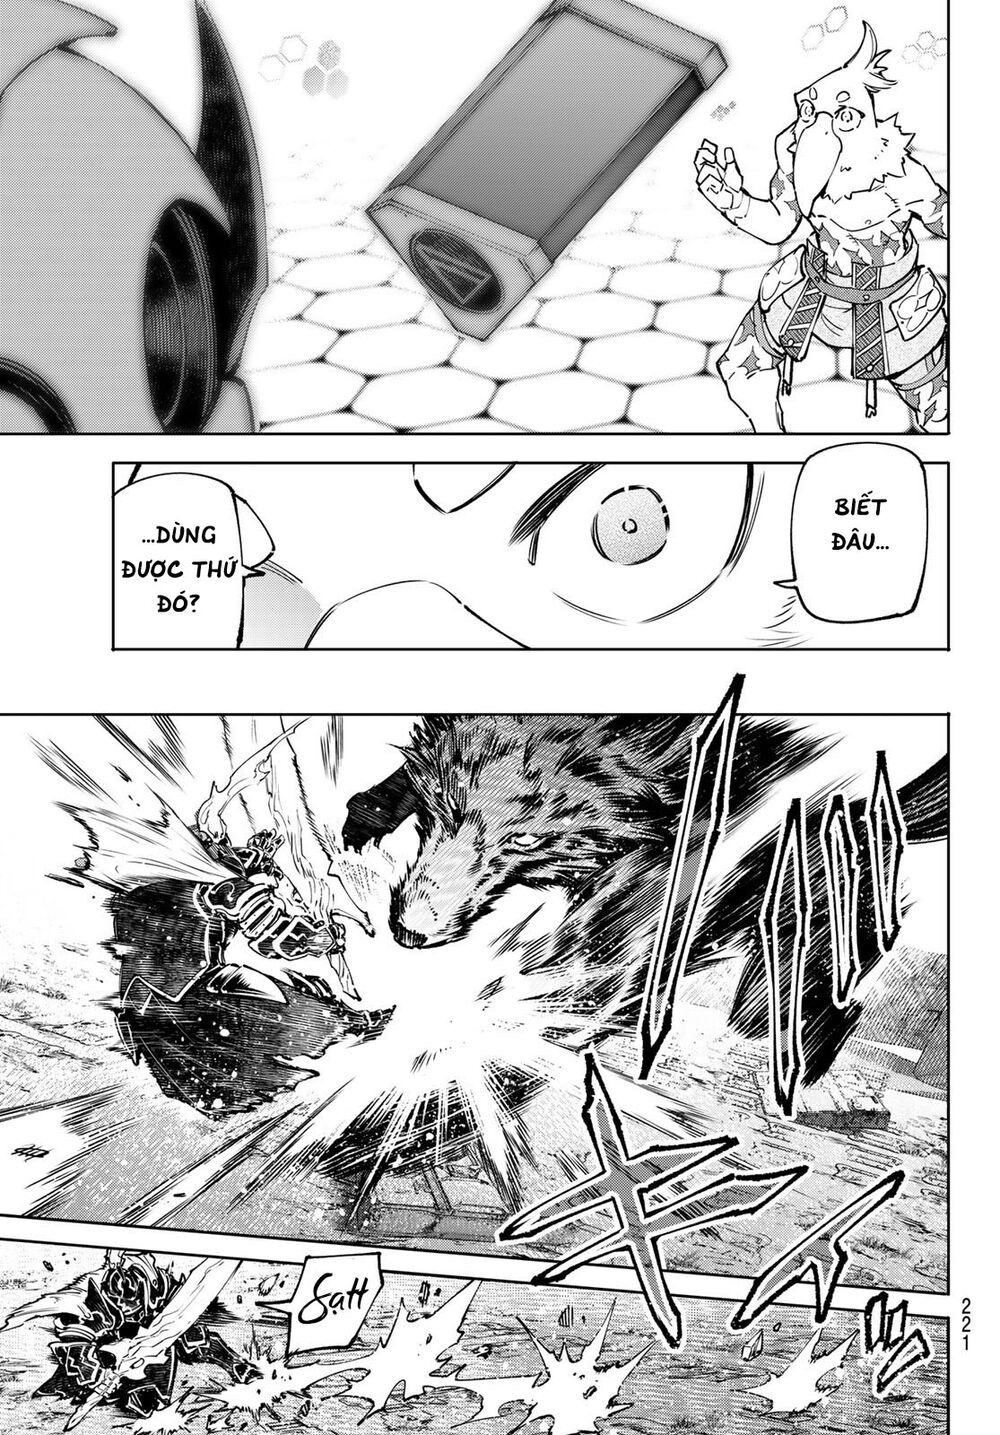 BIẾT
ĐÂU...
...DÙNG
ĐƯỢC THỨ
ĐÓ?
Sạtt
221